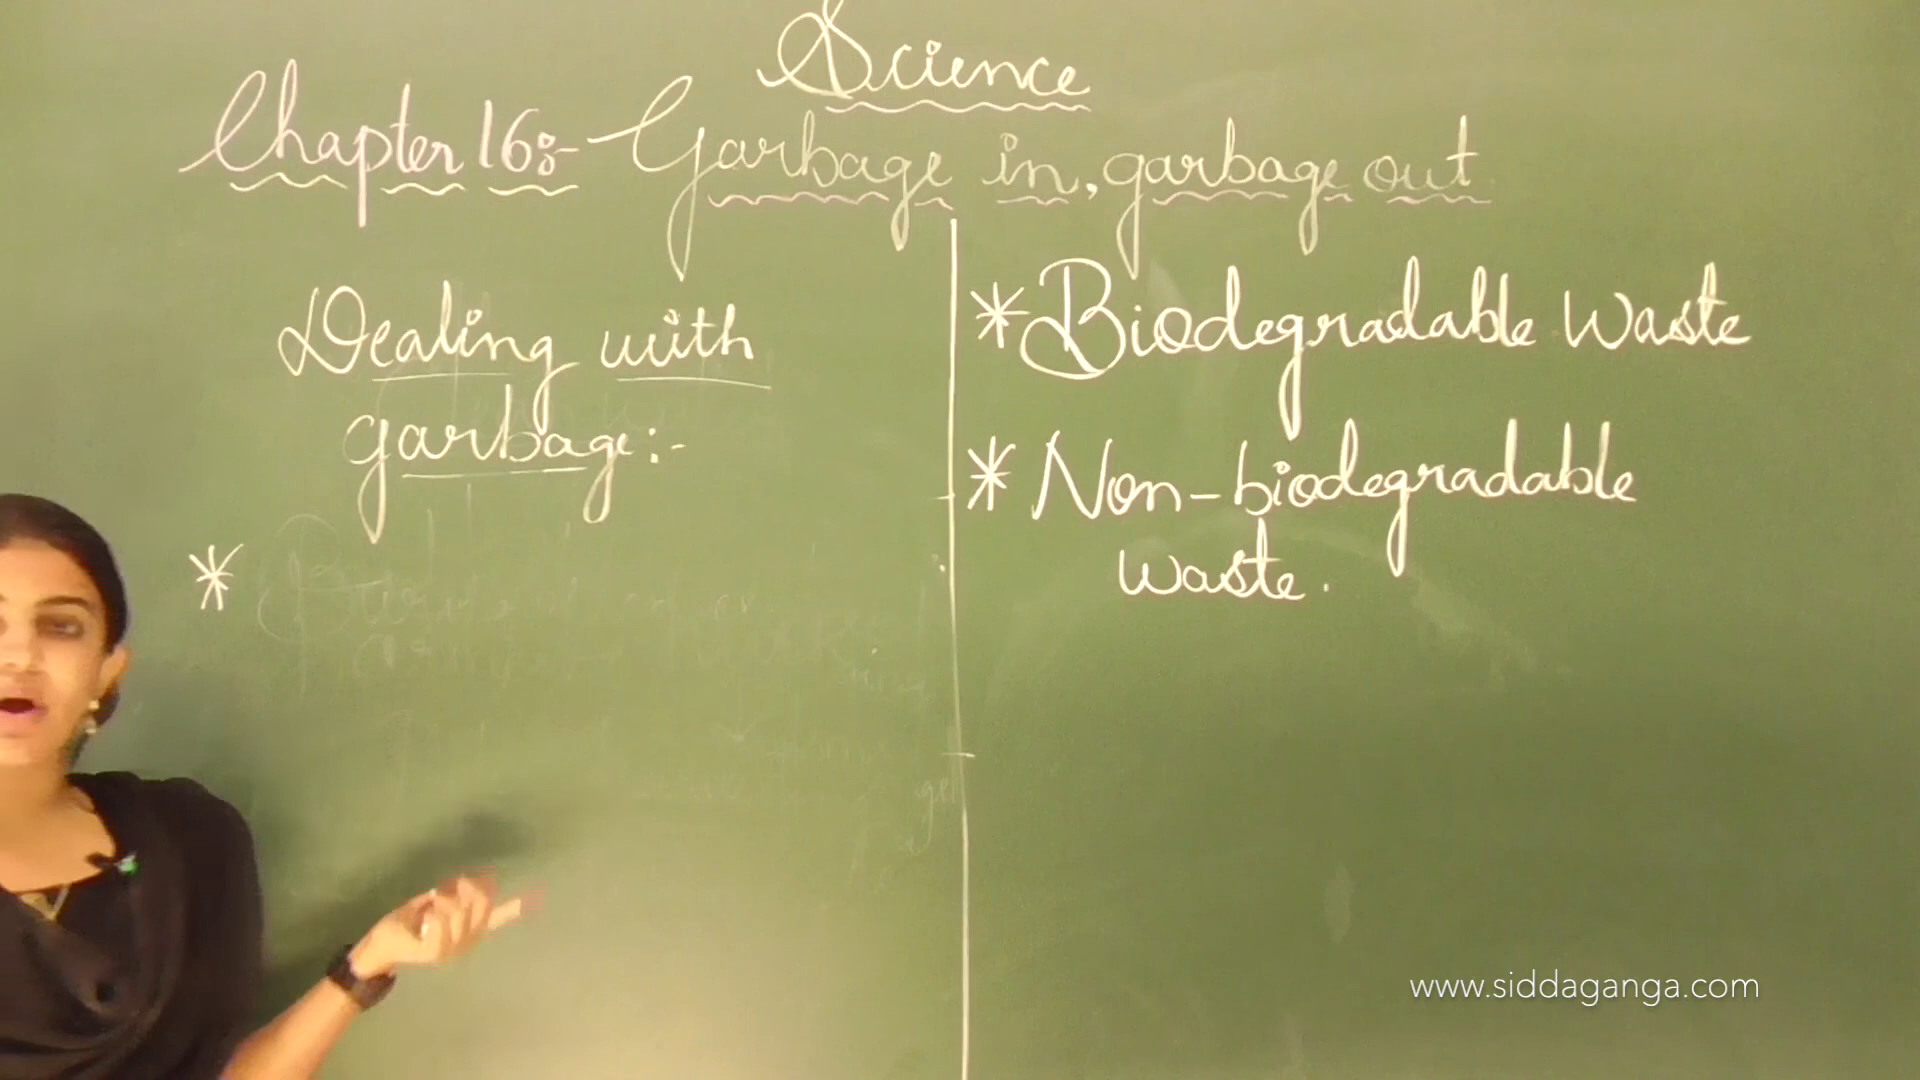 Science
Chapter 16:- Garbage in, garbage out
Dealing with
garbage:-
*
* Biodegradable Waste
* Non-biodegradable
waste.
www.siddaganga.com